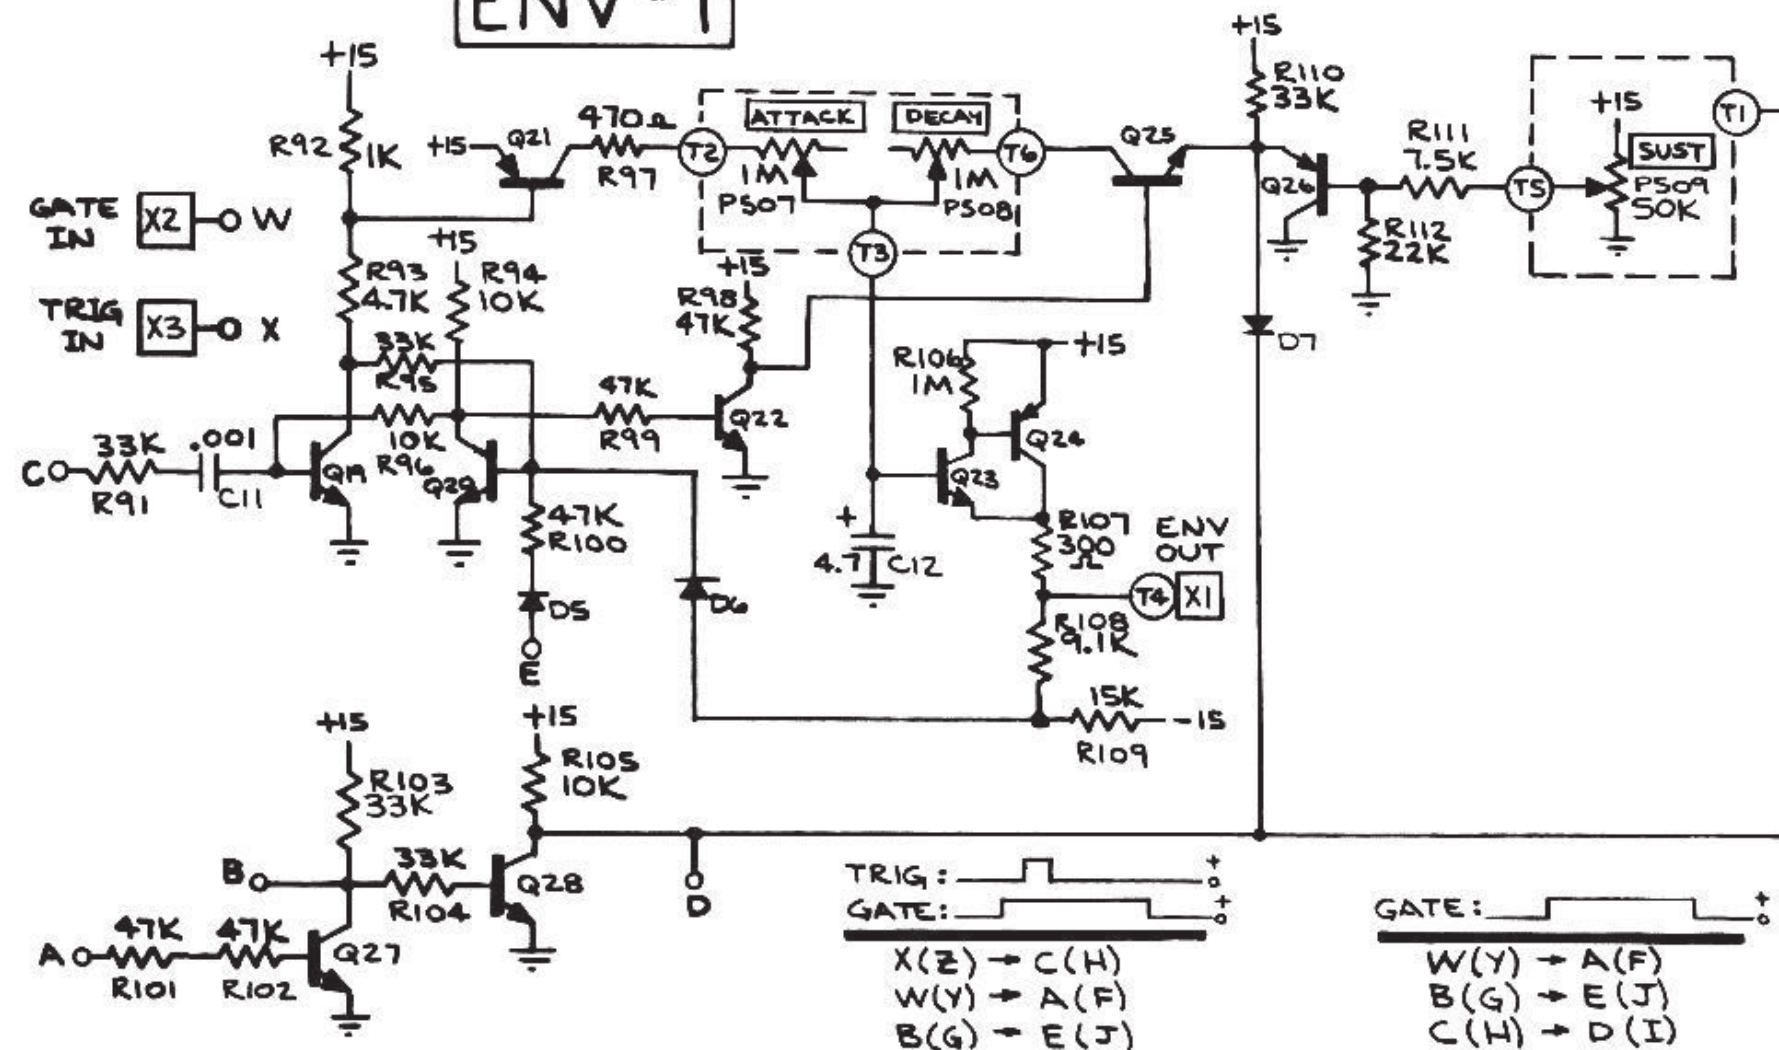 ENV-1
+15
R92
1K
+15
Q21
470Ω
R97
T2
ATTACK
1M
P507
DECAY
1M
P508
T6
T3
Q25
+15
R110
33K
Q26
R111
7.5K
R112
22K
T5
+15
SUST
P509
50K
T1
GATE
IN
X2
W
TRIG
IN
X3
X
R93
4.7K
+15
R94
10K
33K
R95
10K
R96
+15
R98
47K
47K
R99
Q22
R106
1M
+15
Q24
Q23
D7
C
33K
R91
.001
C11
Q19
47K
R100
D5
E
D6
+
4.7
C12
R107
300
Ω
ENV
OUT
T4
X1
R108
9.1K
15K
R109
-15
+15
R103
33K
+15
R105
10K
B
33K
R104
Q28
D
A
47K
R101
47K
R102
Q27
TRIG:
+
0
GATE:
+
0
X(Z) → C(H)
W(Y) → A(F)
B(G) → E(J)
GATE:
+
0
W(Y) → A(F)
B(G) → E(J)
C(H) → D(I)